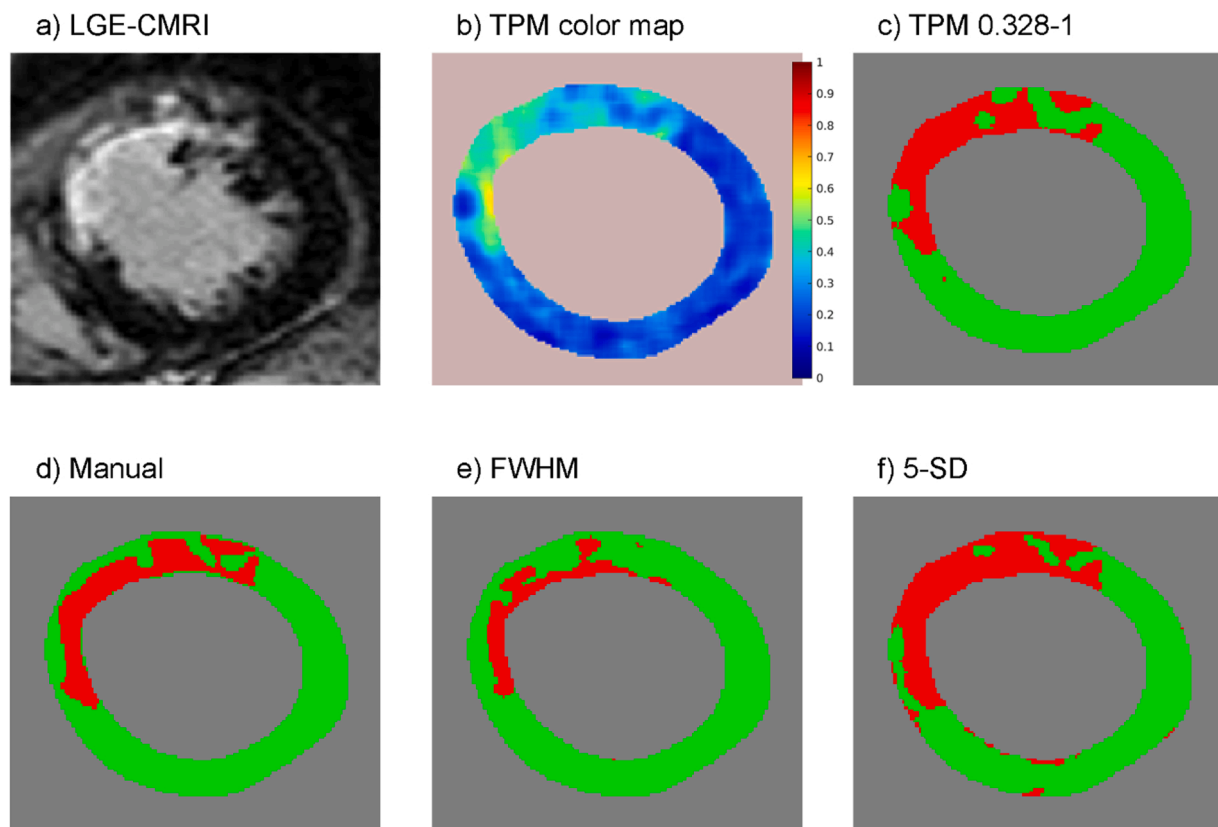 a) LGE-CMRI
b) TPM color map
c) TPM 0.328-1
1
0.9
0.8
0.7
0.6
0.5
0.4
0.3
0.2
0.1
0
d) Manual
e) FWHM
f) 5-SD